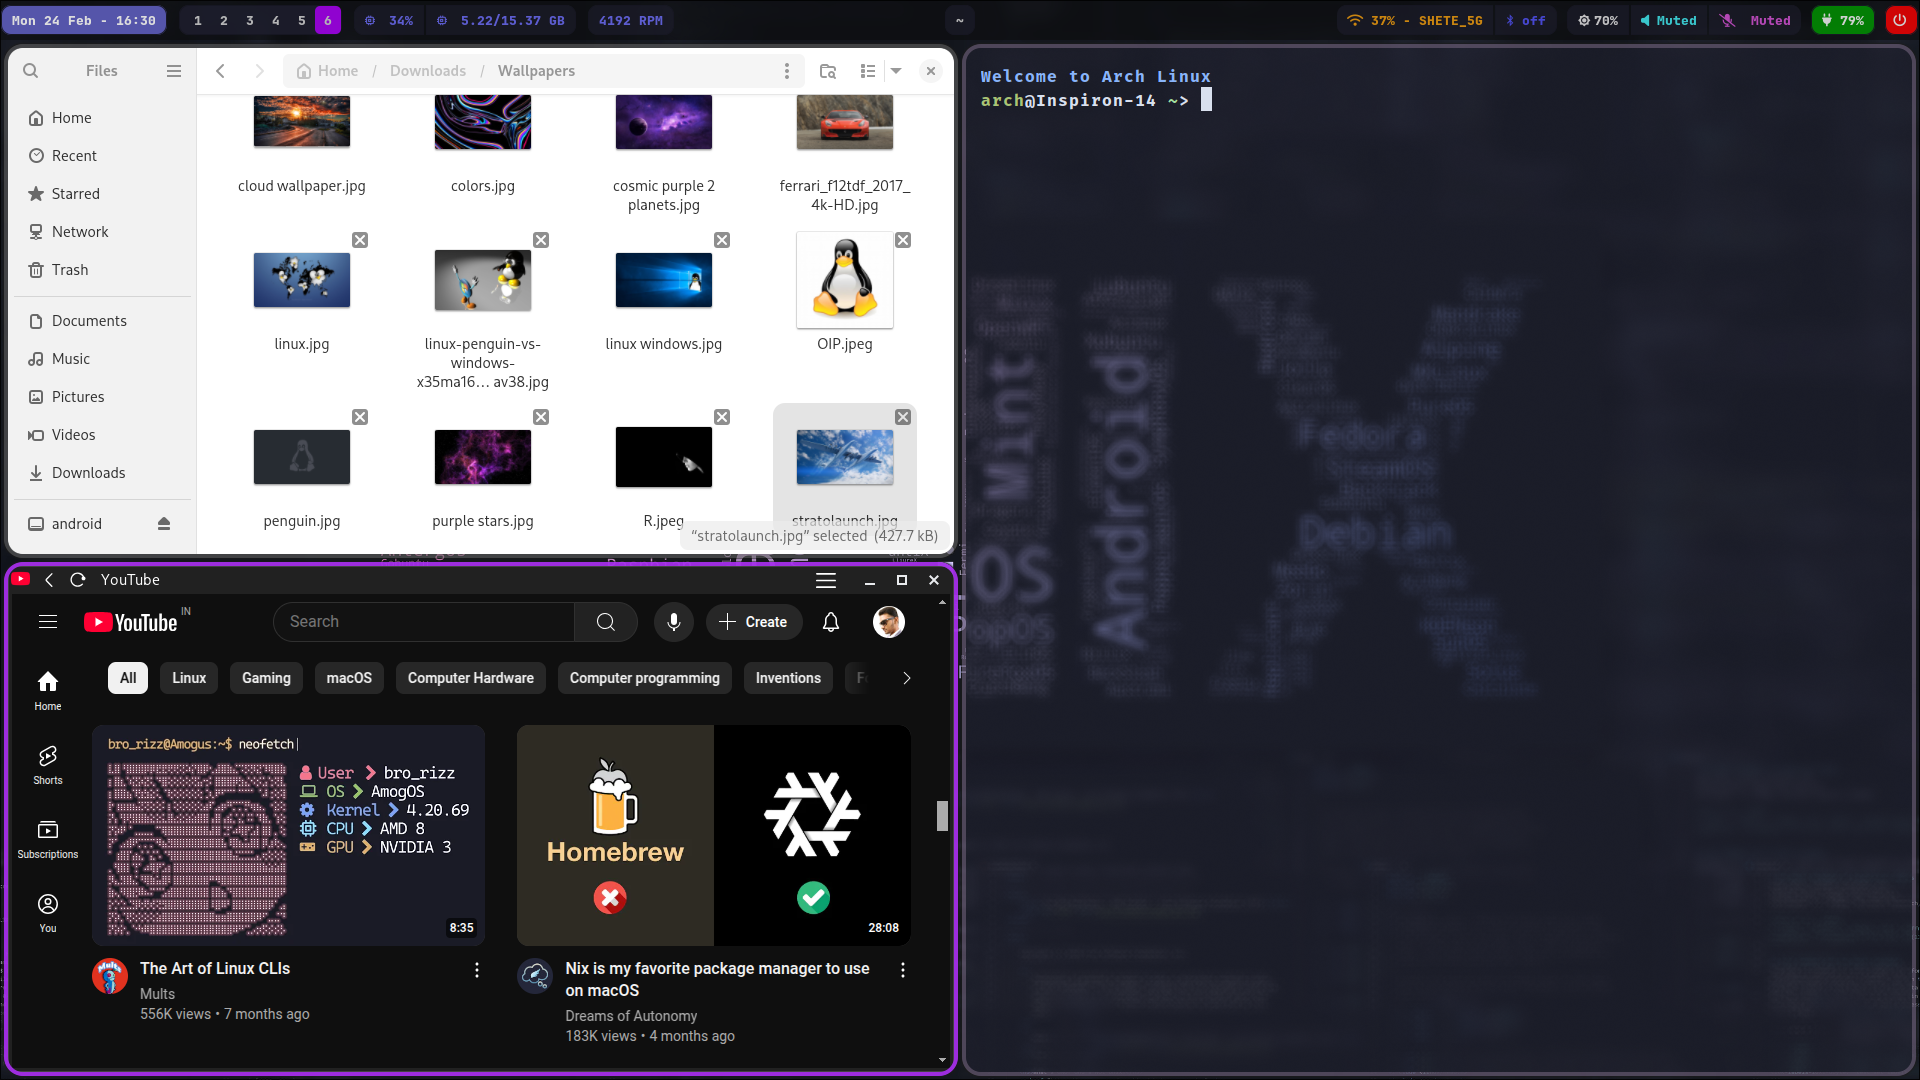 Mon 24 Feb - 16:30
1 2 3 4 5 6
34%
5.22/15.37 GB
4192 RPM
~
37% - SHETE_5G
off
70%
Muted
Muted
79%
Files
Home / Downloads / Wallpapers
Home
Recent
Starred
Network
Trash
Documents
Music
Pictures
Videos
Downloads
android
cloud wallpaper.jpg
colors.jpg
cosmic purple 2
planets.jpg
ferrari_f12tdf_2017_
4k-HD.jpg
linux.jpg
linux-penguin-vs-
windows-
x35ma16… av38.jpg
linux windows.jpg
OIP.jpeg
penguin.jpg
purple stars.jpg
R.jpeg
stratolaunch.jpg
“stratolaunch.jpg” selected (427.7 kB)
Welcome to Arch Linux
arch@Inspiron-14 ~>
Mint
Android
Fedora
Debian
OS
YouTube
YouTube IN
Search
Create
All
Linux
Gaming
macOS
Computer Hardware
Computer programming
Inventions
Home
Shorts
Subscriptions
You
bro_rizz@Amogus:~$ neofetch
User bro_rizz
OS AmogOS
Kernel 4.20.69
CPU AMD 8
GPU NVIDIA 3
8:35
Homebrew
28:08
The Art of Linux CLIs
Mults
556K views • 7 months ago
Nix is my favorite package manager to use
on macOS
Dreams of Autonomy
183K views • 4 months ago